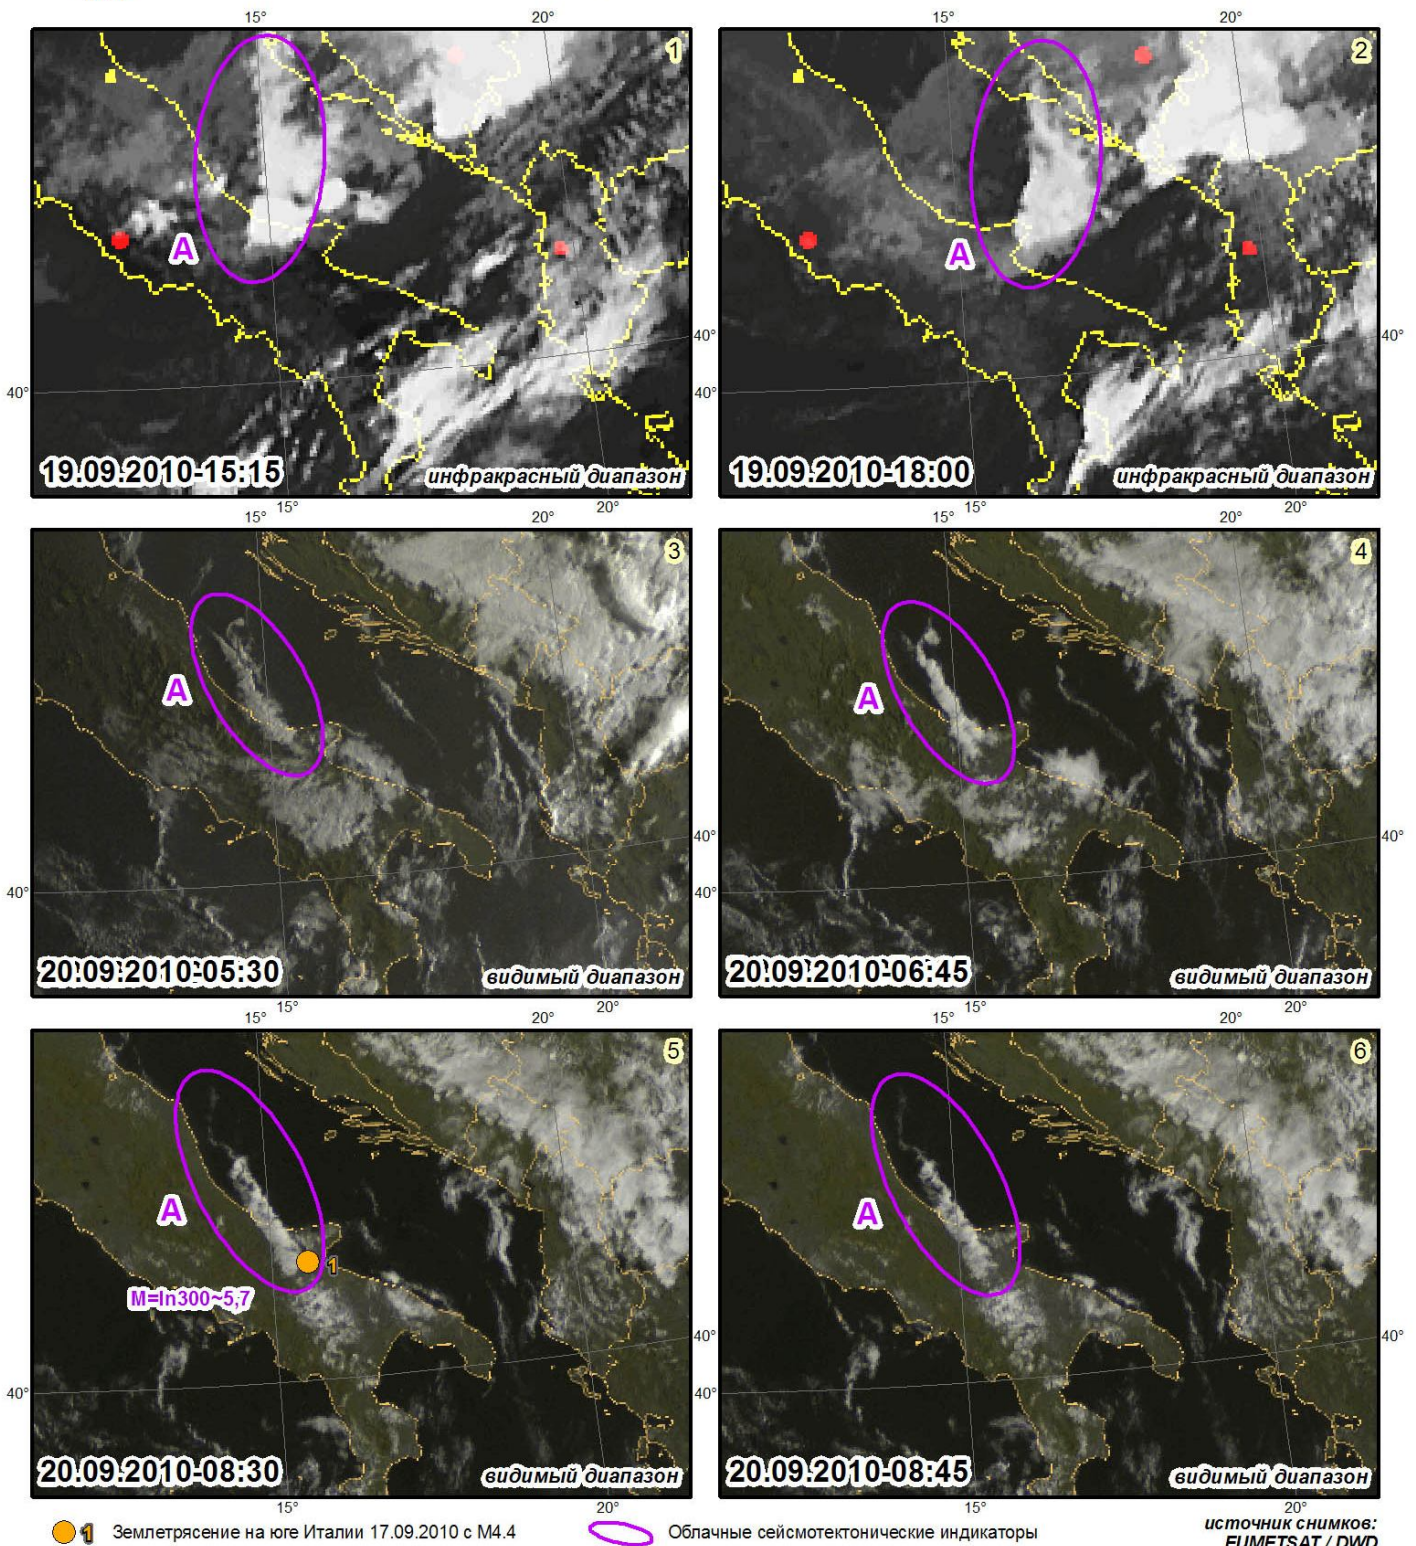 15°
20°
15°
20°
1
2
A
A
40°
40°
40°
40°
19.09.2010-15:15
инфракрасный диапазон
19.09.2010-18:00
инфракрасный диапазон
15°
20°
15°
20°
15°
20°
15°
20°
3
4
A
A
40°
40°
40°
40°
20.09.2010-05:30
видимый диапазон
20.09.2010-06:45
видимый диапазон
15°
20°
15°
20°
15°
20°
15°
20°
5
6
A
A
1
M=ln300~5,7
40°
40°
40°
40°
20.09.2010-08:30
видимый диапазон
20.09.2010-08:45
видимый диапазон
15°
20°
15°
20°
1 Землетрясение на юге Италии 17.09.2010 с М4.4
Облачные сейсмотектонические индикаторы
источник снимков:
EUMETSAT / DWD